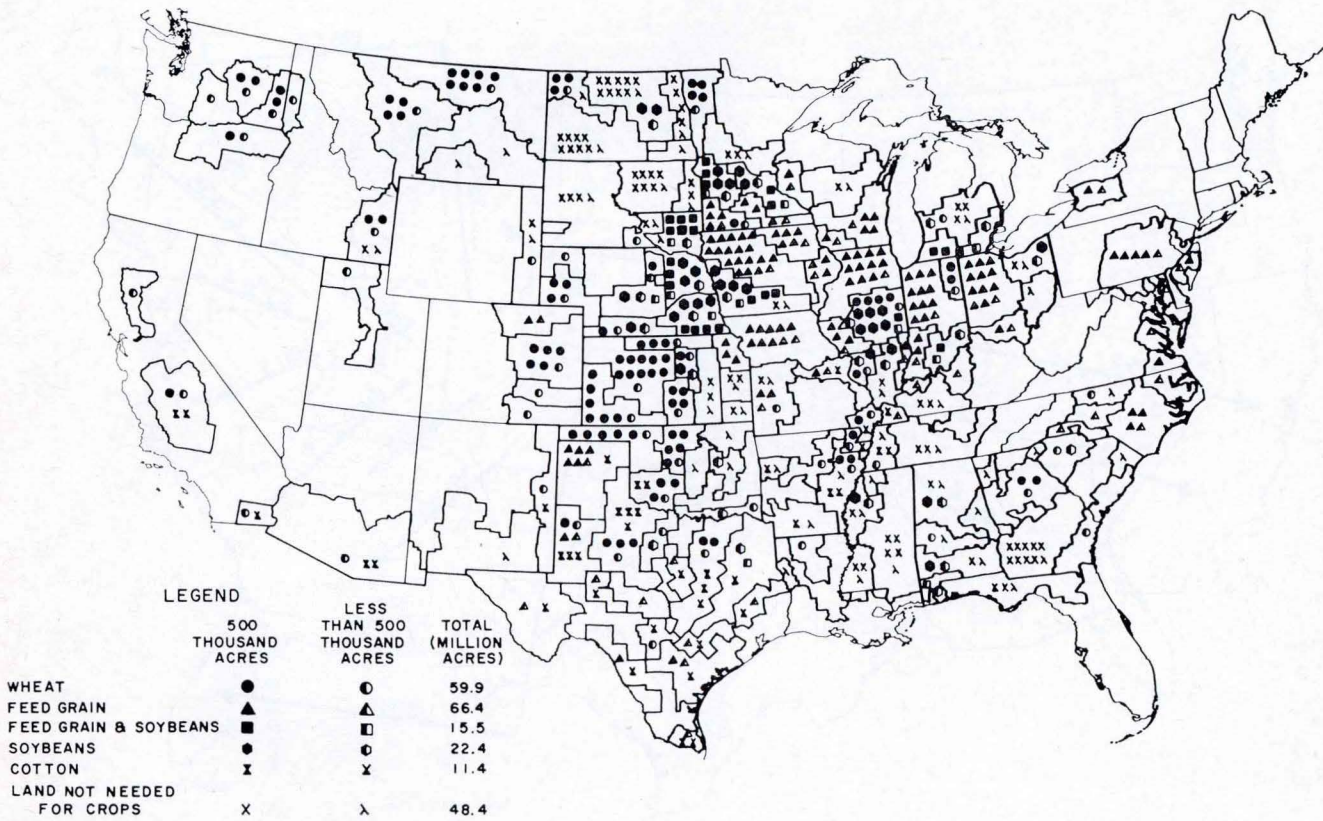 LEGEND
500 THOUSAND ACRES
LESS THAN 500 THOUSAND ACRES
TOTAL (MILLION ACRES)
WHEAT 59.9
FEED GRAIN 66.4
FEED GRAIN & SOYBEANS 15.5
SOYBEANS 22.4
COTTON 11.4
LAND NOT NEEDED
FOR CROPS X λ 48.4